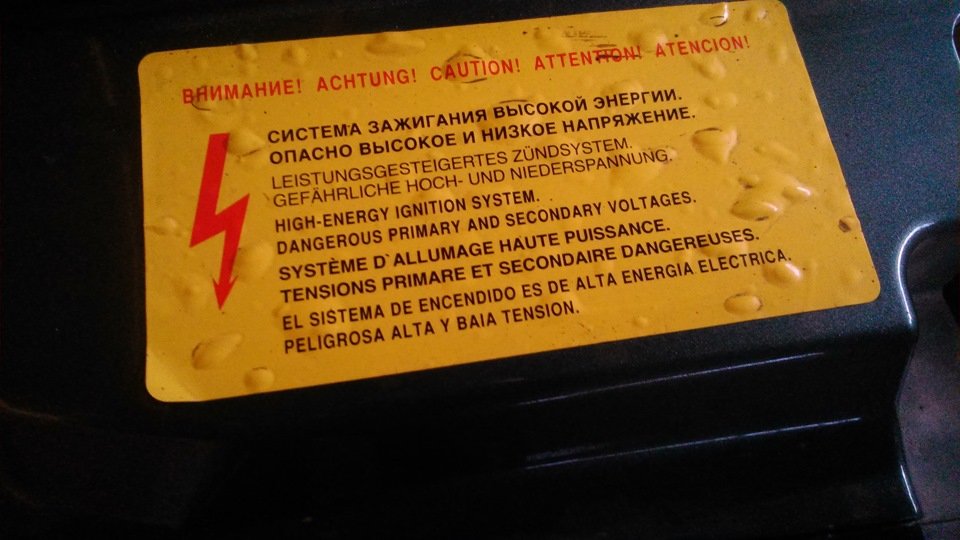 ВНИМАНИЕ! ACHTUNG! CAUTION! ATTENTION! ATENCION!
СИСТЕМА ЗАЖИГАНИЯ ВЫСОКОЙ ЭНЕРГИИ.
ОПАСНО ВЫСОКОЕ И НИЗКОЕ НАПРЯЖЕНИЕ.
LEISTUNGSGESTEIGERTES ZÜNDSYSTEM.
GEFÄHRLICHE HOCH- UND NIEDERSPANNUNG.
HIGH-ENERGY IGNITION SYSTEM.
DANGEROUS PRIMARY AND SECONDARY VOLTAGES.
SYSTÈME D`ALLUMAGE HAUTE PUISSANCE.
TENSIONS PRIMARE ET SECONDAIRE DANGEREUSES.
EL SISTEMA DE ENCENDIDO ES DE ALTA ENERGIA ELECTRICA.
PELIGROSA ALTA Y BAIA TENSION.